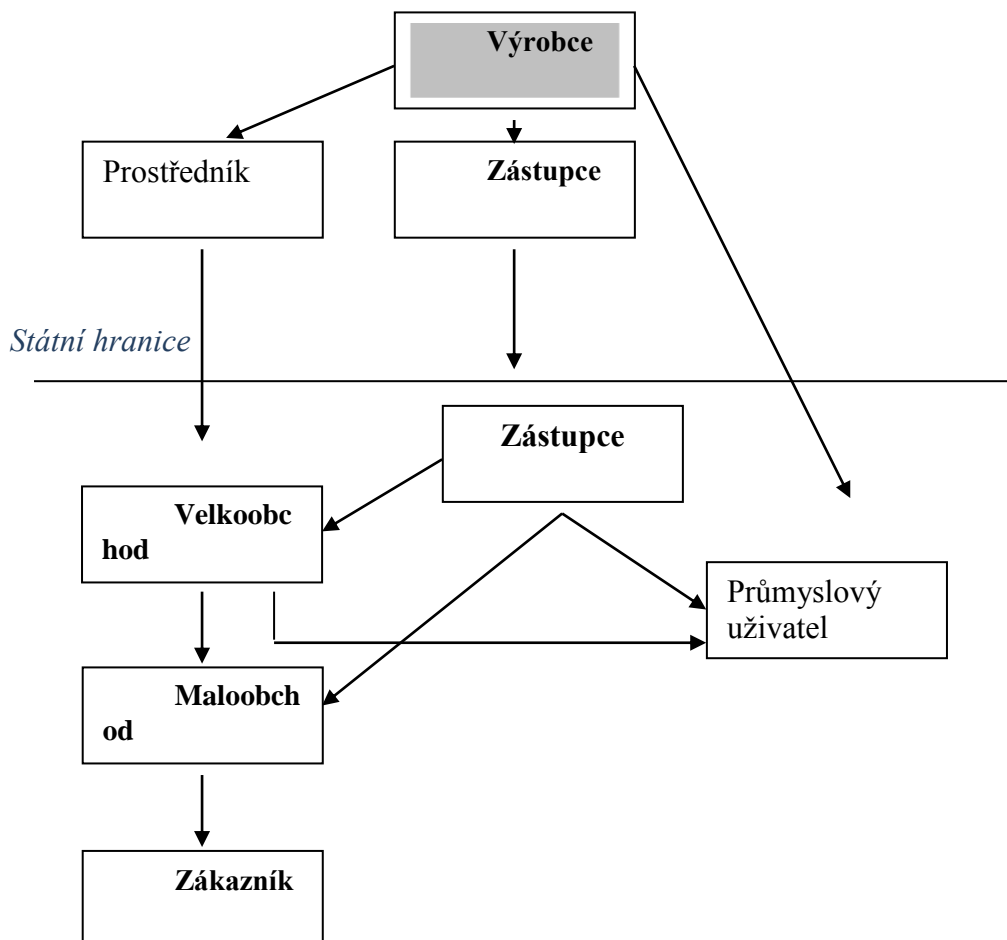 Výrobce
Prostředník
Zástupce
Státní hranice
Zástupce
Velkoobc
hod
Průmyslový
uživatel
Maloobch
od
Zákazník